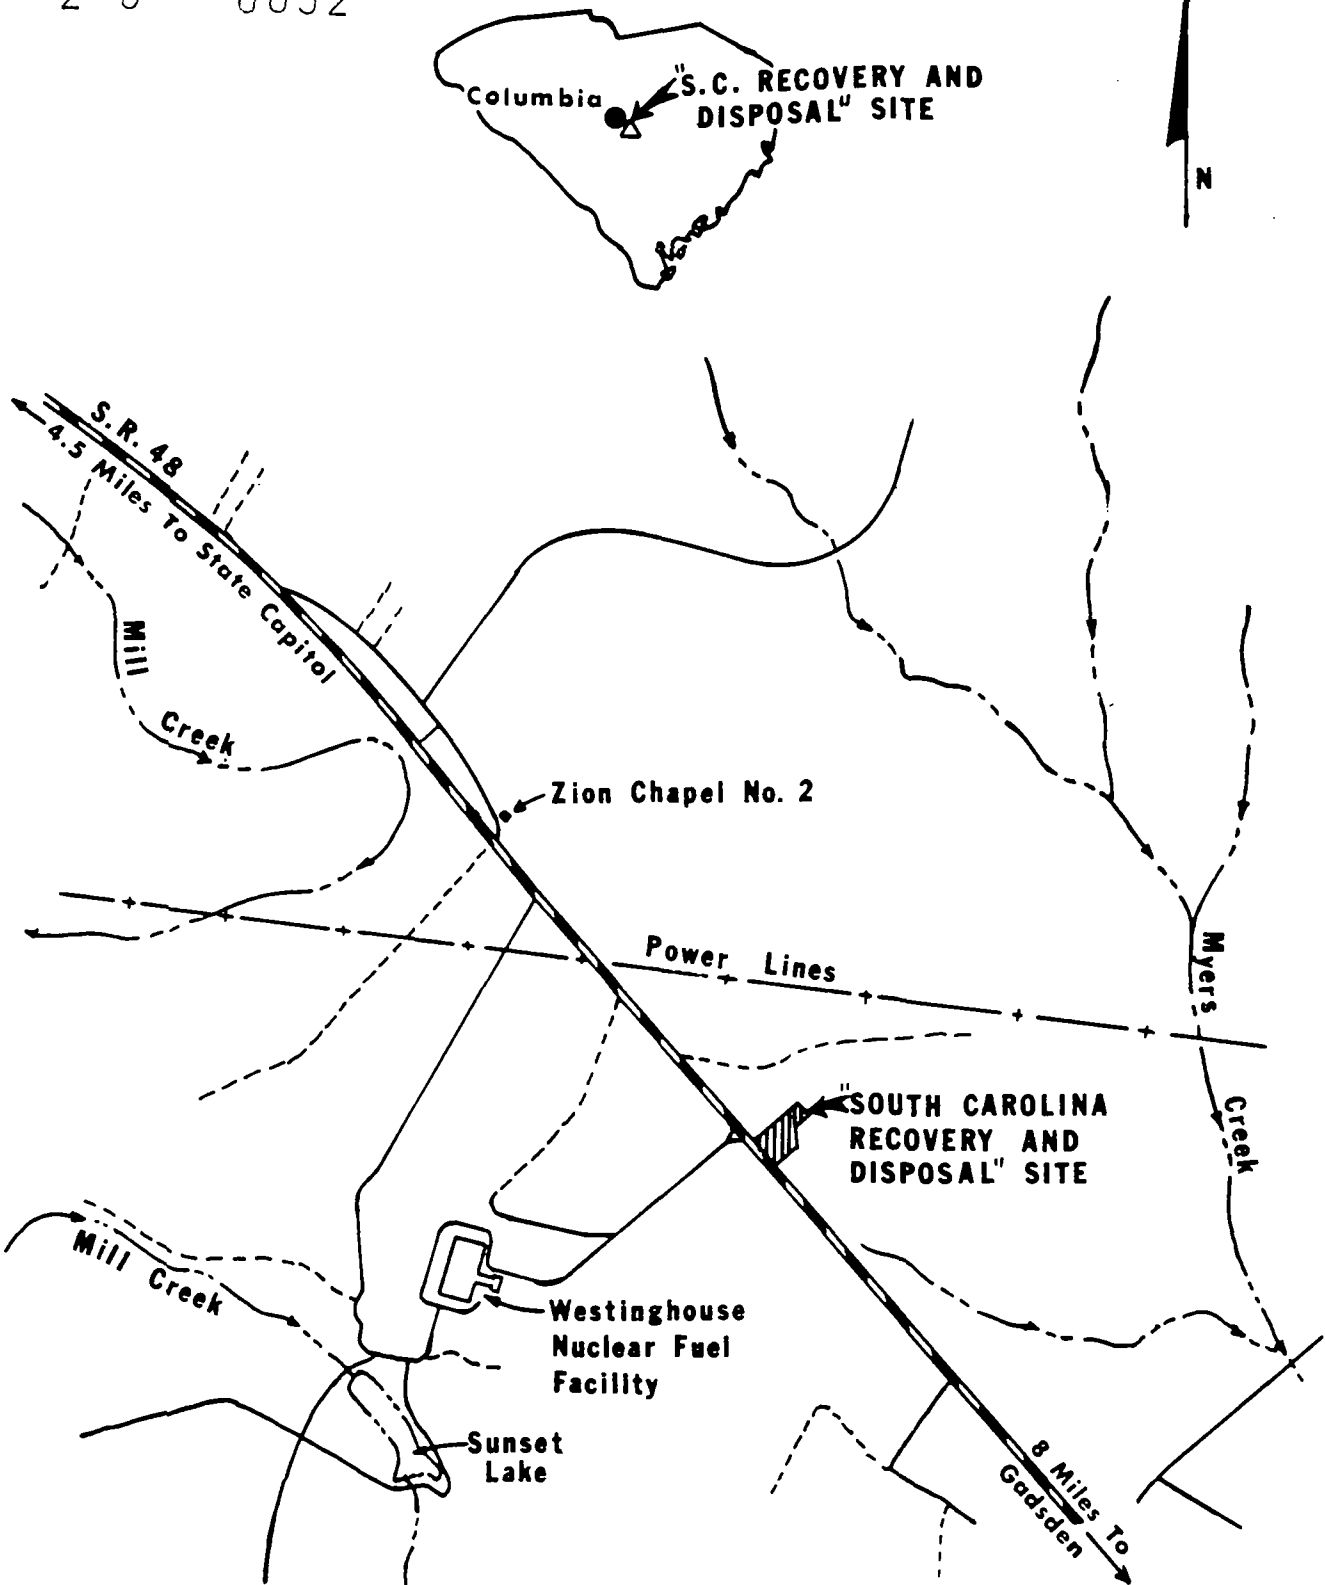 Columbia
"S.C. RECOVERY AND
DISPOSAL" SITE
N
S.R. 48
4.5 Miles To State Capitol
Mill
Creek
Zion Chapel No. 2
Power Lines
Myers
Creek
"SOUTH CAROLINA
RECOVERY AND
DISPOSAL" SITE
Mill Creek
Westinghouse
Nuclear Fuel
Facility
Sunset
Lake
8 Miles To
Gadsden